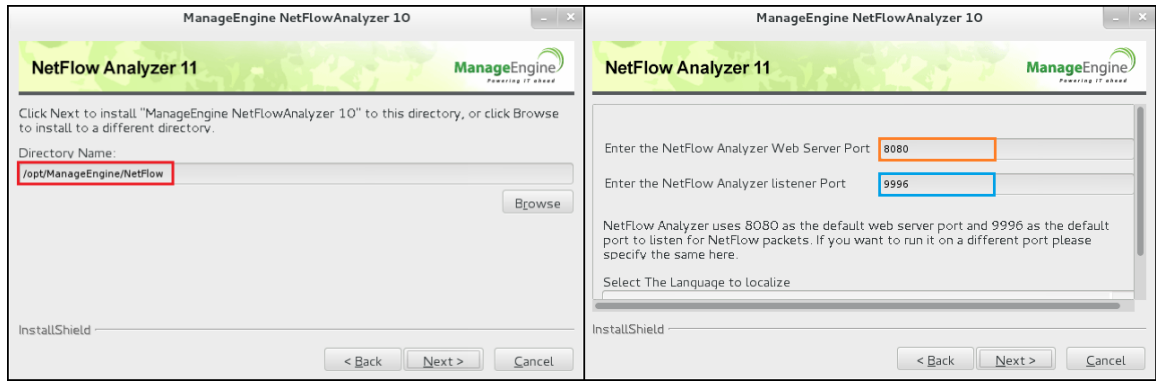 ManageEngine NetFlowAnalyzer 10
NetFlow Analyzer 11
ManageEngine
Powering IT ahead
Click Next to install "ManageEngine NetFlowAnalyzer 10" to this directory, or click Browse
to install to a different directory.
Directory Name:
/opt/ManageEngine/NetFlow
Browse
InstallShield
< Back
Next >
Cancel
ManageEngine NetFlowAnalyzer 10
NetFlow Analyzer 11
ManageEngine
Powering IT ahead
Enter the NetFlow Analyzer Web Server Port 8080
Enter the NetFlow Analyzer listener Port 9996
NetFlow Analyzer uses 8080 as the default web server port and 9996 as the default
port to listen for NetFlow packets. If you want to run it on a different port please
specify the same here.
Select The Language to localize
InstallShield
< Back
Next >
Cancel